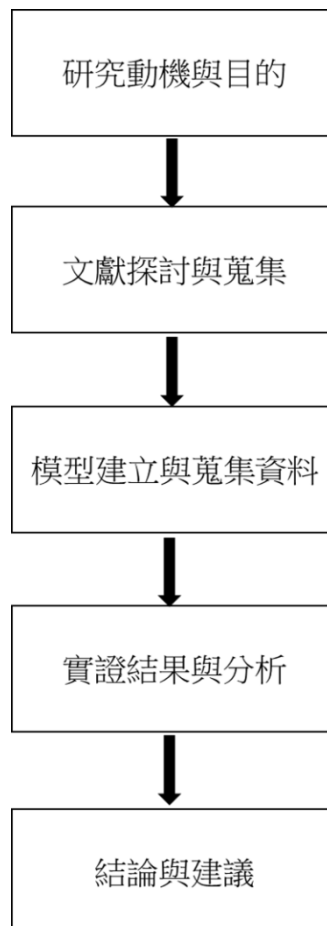 研究動機與目的
文獻探討與蒐集
模型建立與蒐集資料
實證結果與分析
結論與建議